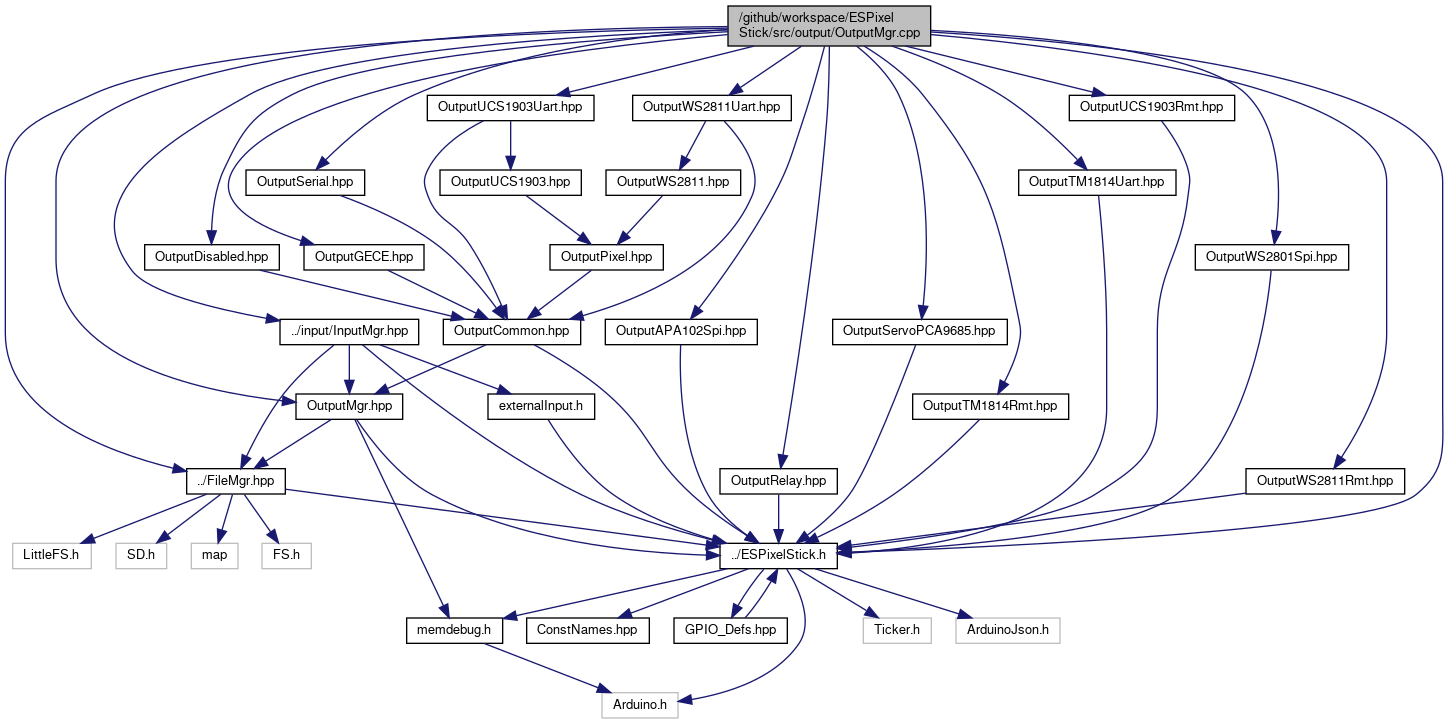 /github/workspace/ESPixel
Stick/src/output/OutputMgr.cpp
OutputUCS1903Uart.hpp
OutputWS2811Uart.hpp
OutputUCS1903Rmt.hpp
OutputSerial.hpp
OutputUCS1903.hpp
OutputWS2811.hpp
OutputTM1814Uart.hpp
OutputDisabled.hpp
OutputGECE.hpp
OutputPixel.hpp
OutputWS2801Spi.hpp
../input/InputMgr.hpp
OutputCommon.hpp
OutputAPA102Spi.hpp
OutputServoPCA9685.hpp
OutputMgr.hpp
externalInput.h
OutputTM1814Rmt.hpp
../FileMgr.hpp
OutputRelay.hpp
OutputWS2811Rmt.hpp
LittleFS.h
SD.h
map
FS.h
../ESPixelStick.h
memdebug.h
ConstNames.hpp
GPIO_Defs.hpp
Ticker.h
ArduinoJson.h
Arduino.h